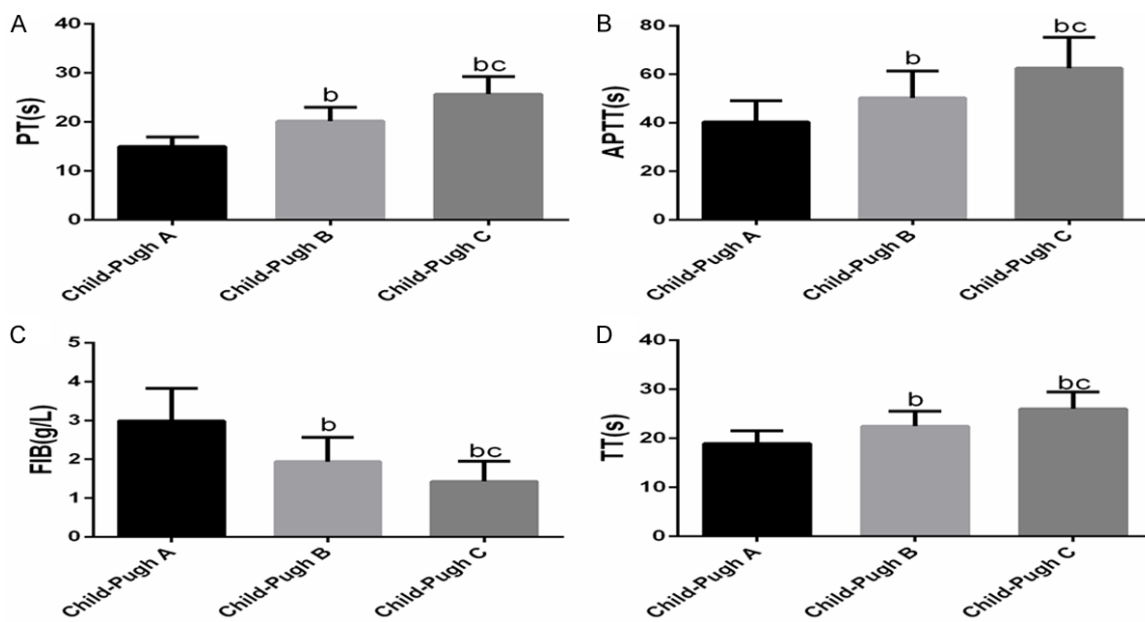 A
PT(s)
40
30
20
10
0
b
bc
Child-Pugh A
Child-Pugh B
Child-Pugh C
B
APTT(s)
80
60
40
20
0
b
bc
Child-Pugh A
Child-Pugh B
Child-Pugh C
C
FIB(g/L)
5
4
3
2
1
0
b
bc
Child-Pugh A
Child-Pugh B
Child-Pugh C
D
TT(s)
40
30
20
10
0
b
bc
Child-Pugh A
Child-Pugh B
Child-Pugh C